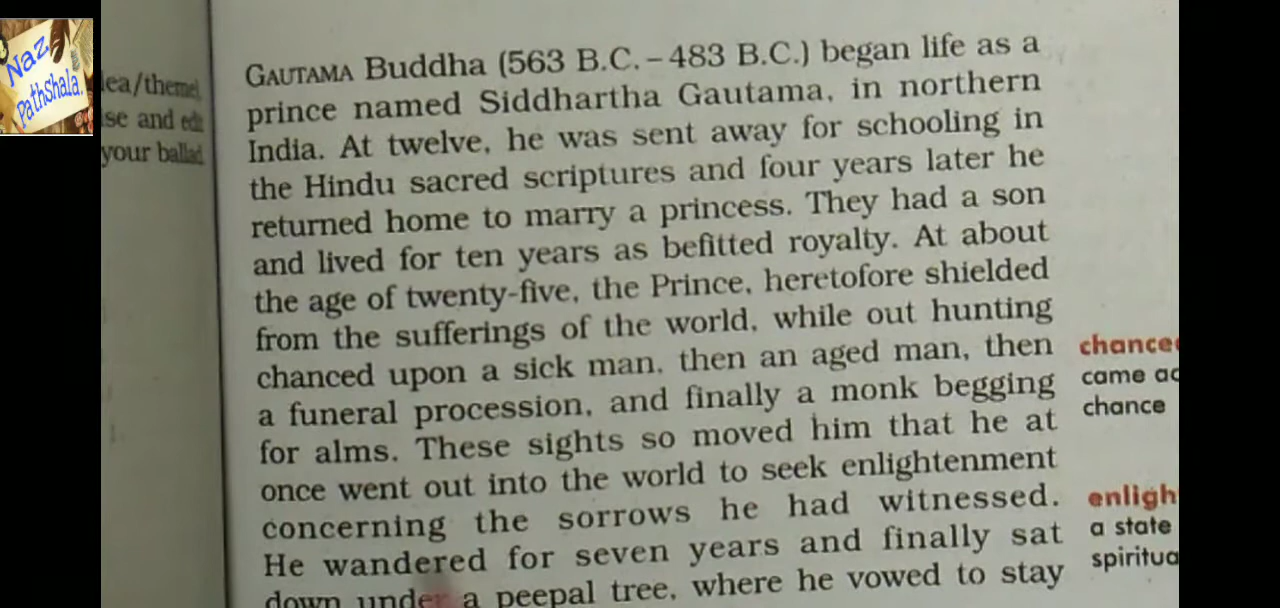 Naz
PathShala.
lea/theme
se and edit
your ballad
GAUTAMA Buddha (563 B.C. – 483 B.C.) began life as a
prince named Siddhartha Gautama, in northern
India. At twelve, he was sent away for schooling in
the Hindu sacred scriptures and four years later he
returned home to marry a princess. They had a son
and lived for ten years as befitted royalty. At about
the age of twenty-five, the Prince, heretofore shielded
from the sufferings of the world, while out hunting
chanced upon a sick man, then an aged man, then
a funeral procession, and finally a monk begging
for alms. These sights so moved him that he at
once went out into the world to seek enlightenment
concerning the sorrows he had witnessed.
He wandered for seven years and finally sat
down under a peepal tree, where he vowed to stay
chance
came ac
chance
enligh
a state
spiritua